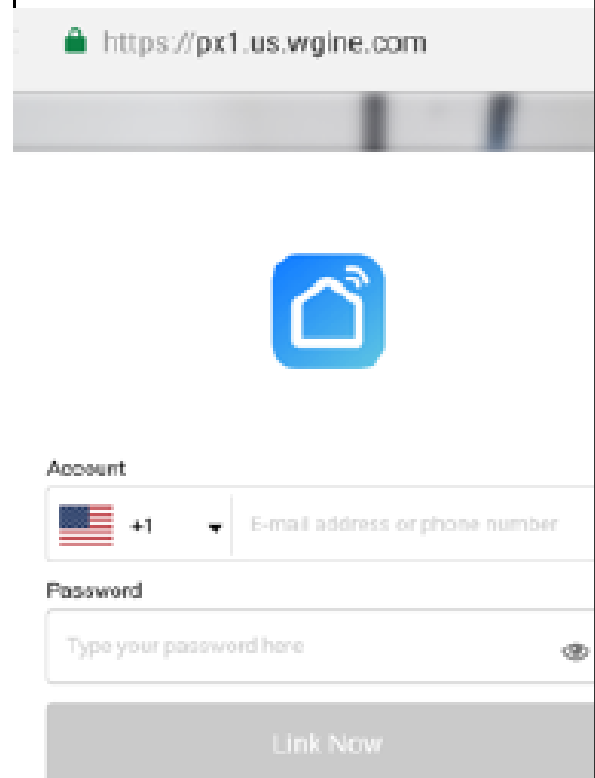 https://px1.us.wgine.com
Account
+1 E-mail address or phone number
Password
Type your password here
Link Now